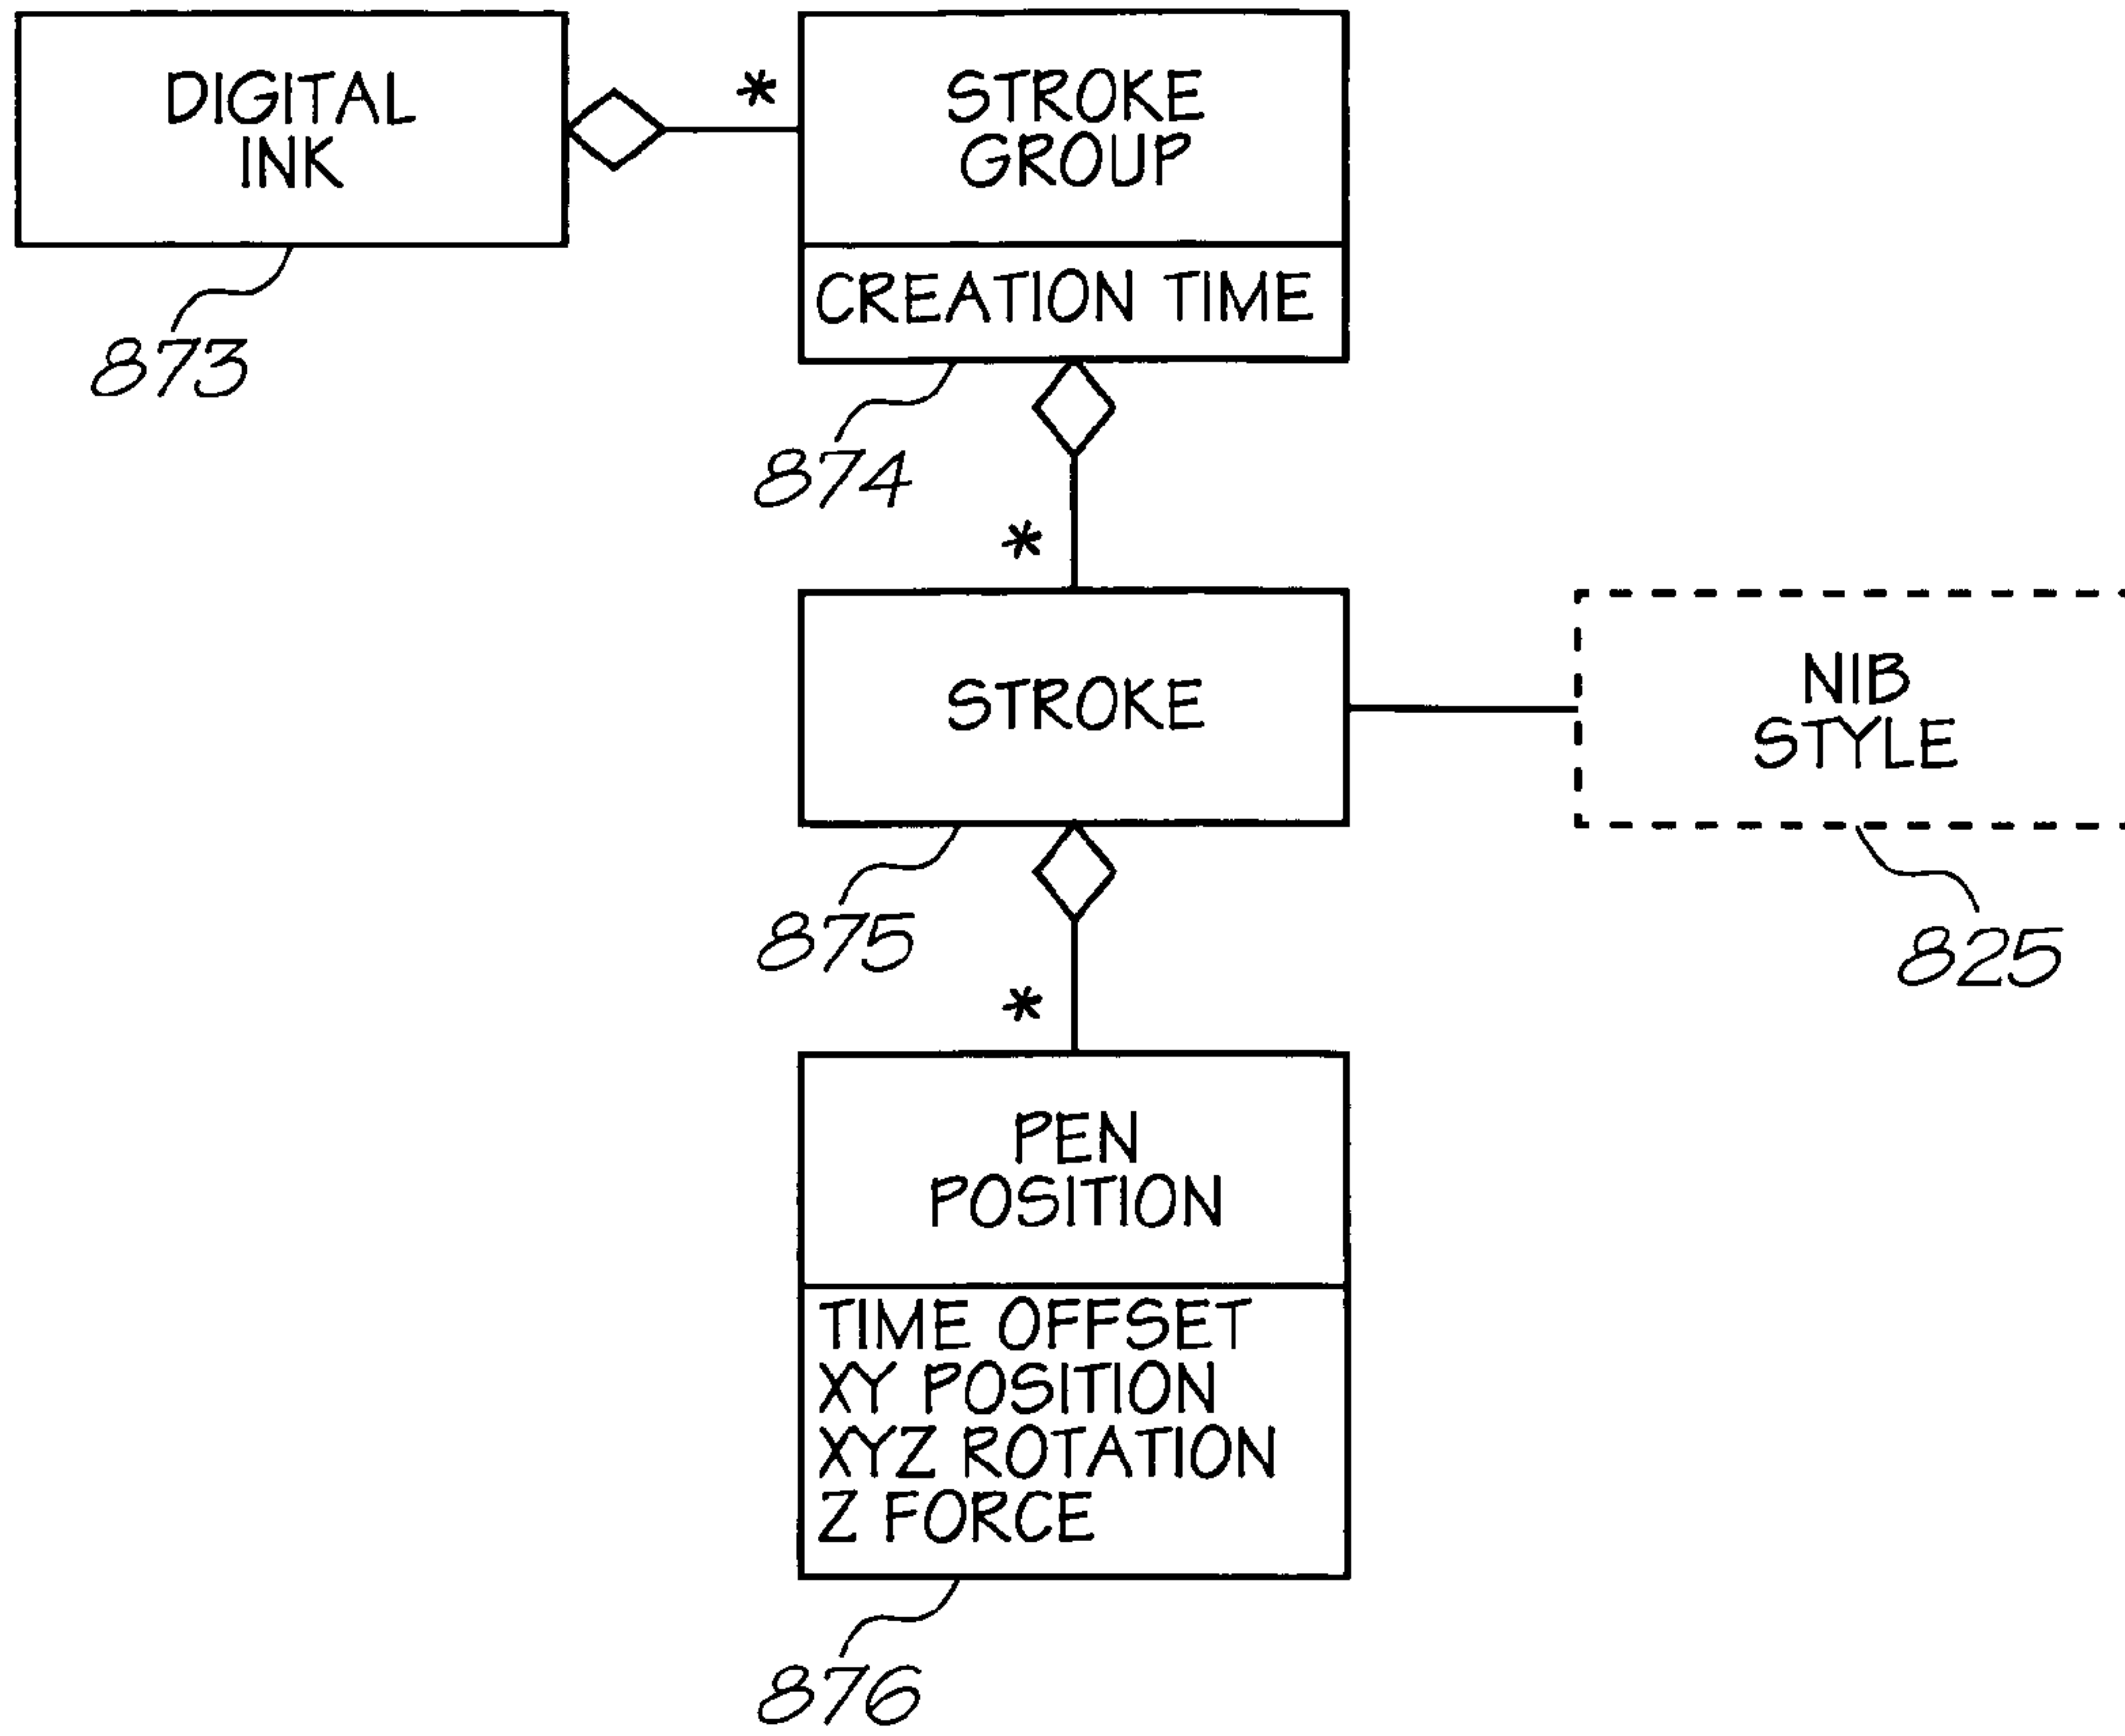 DIGITAL
INK
*
STROKE
GROUP
CREATION TIME
873
874
*
STROKE
NIB
STYLE
875
825
*
PEN
POSITION
TIME OFFSET
XY POSITION
XYZ ROTATION
Z FORCE
876